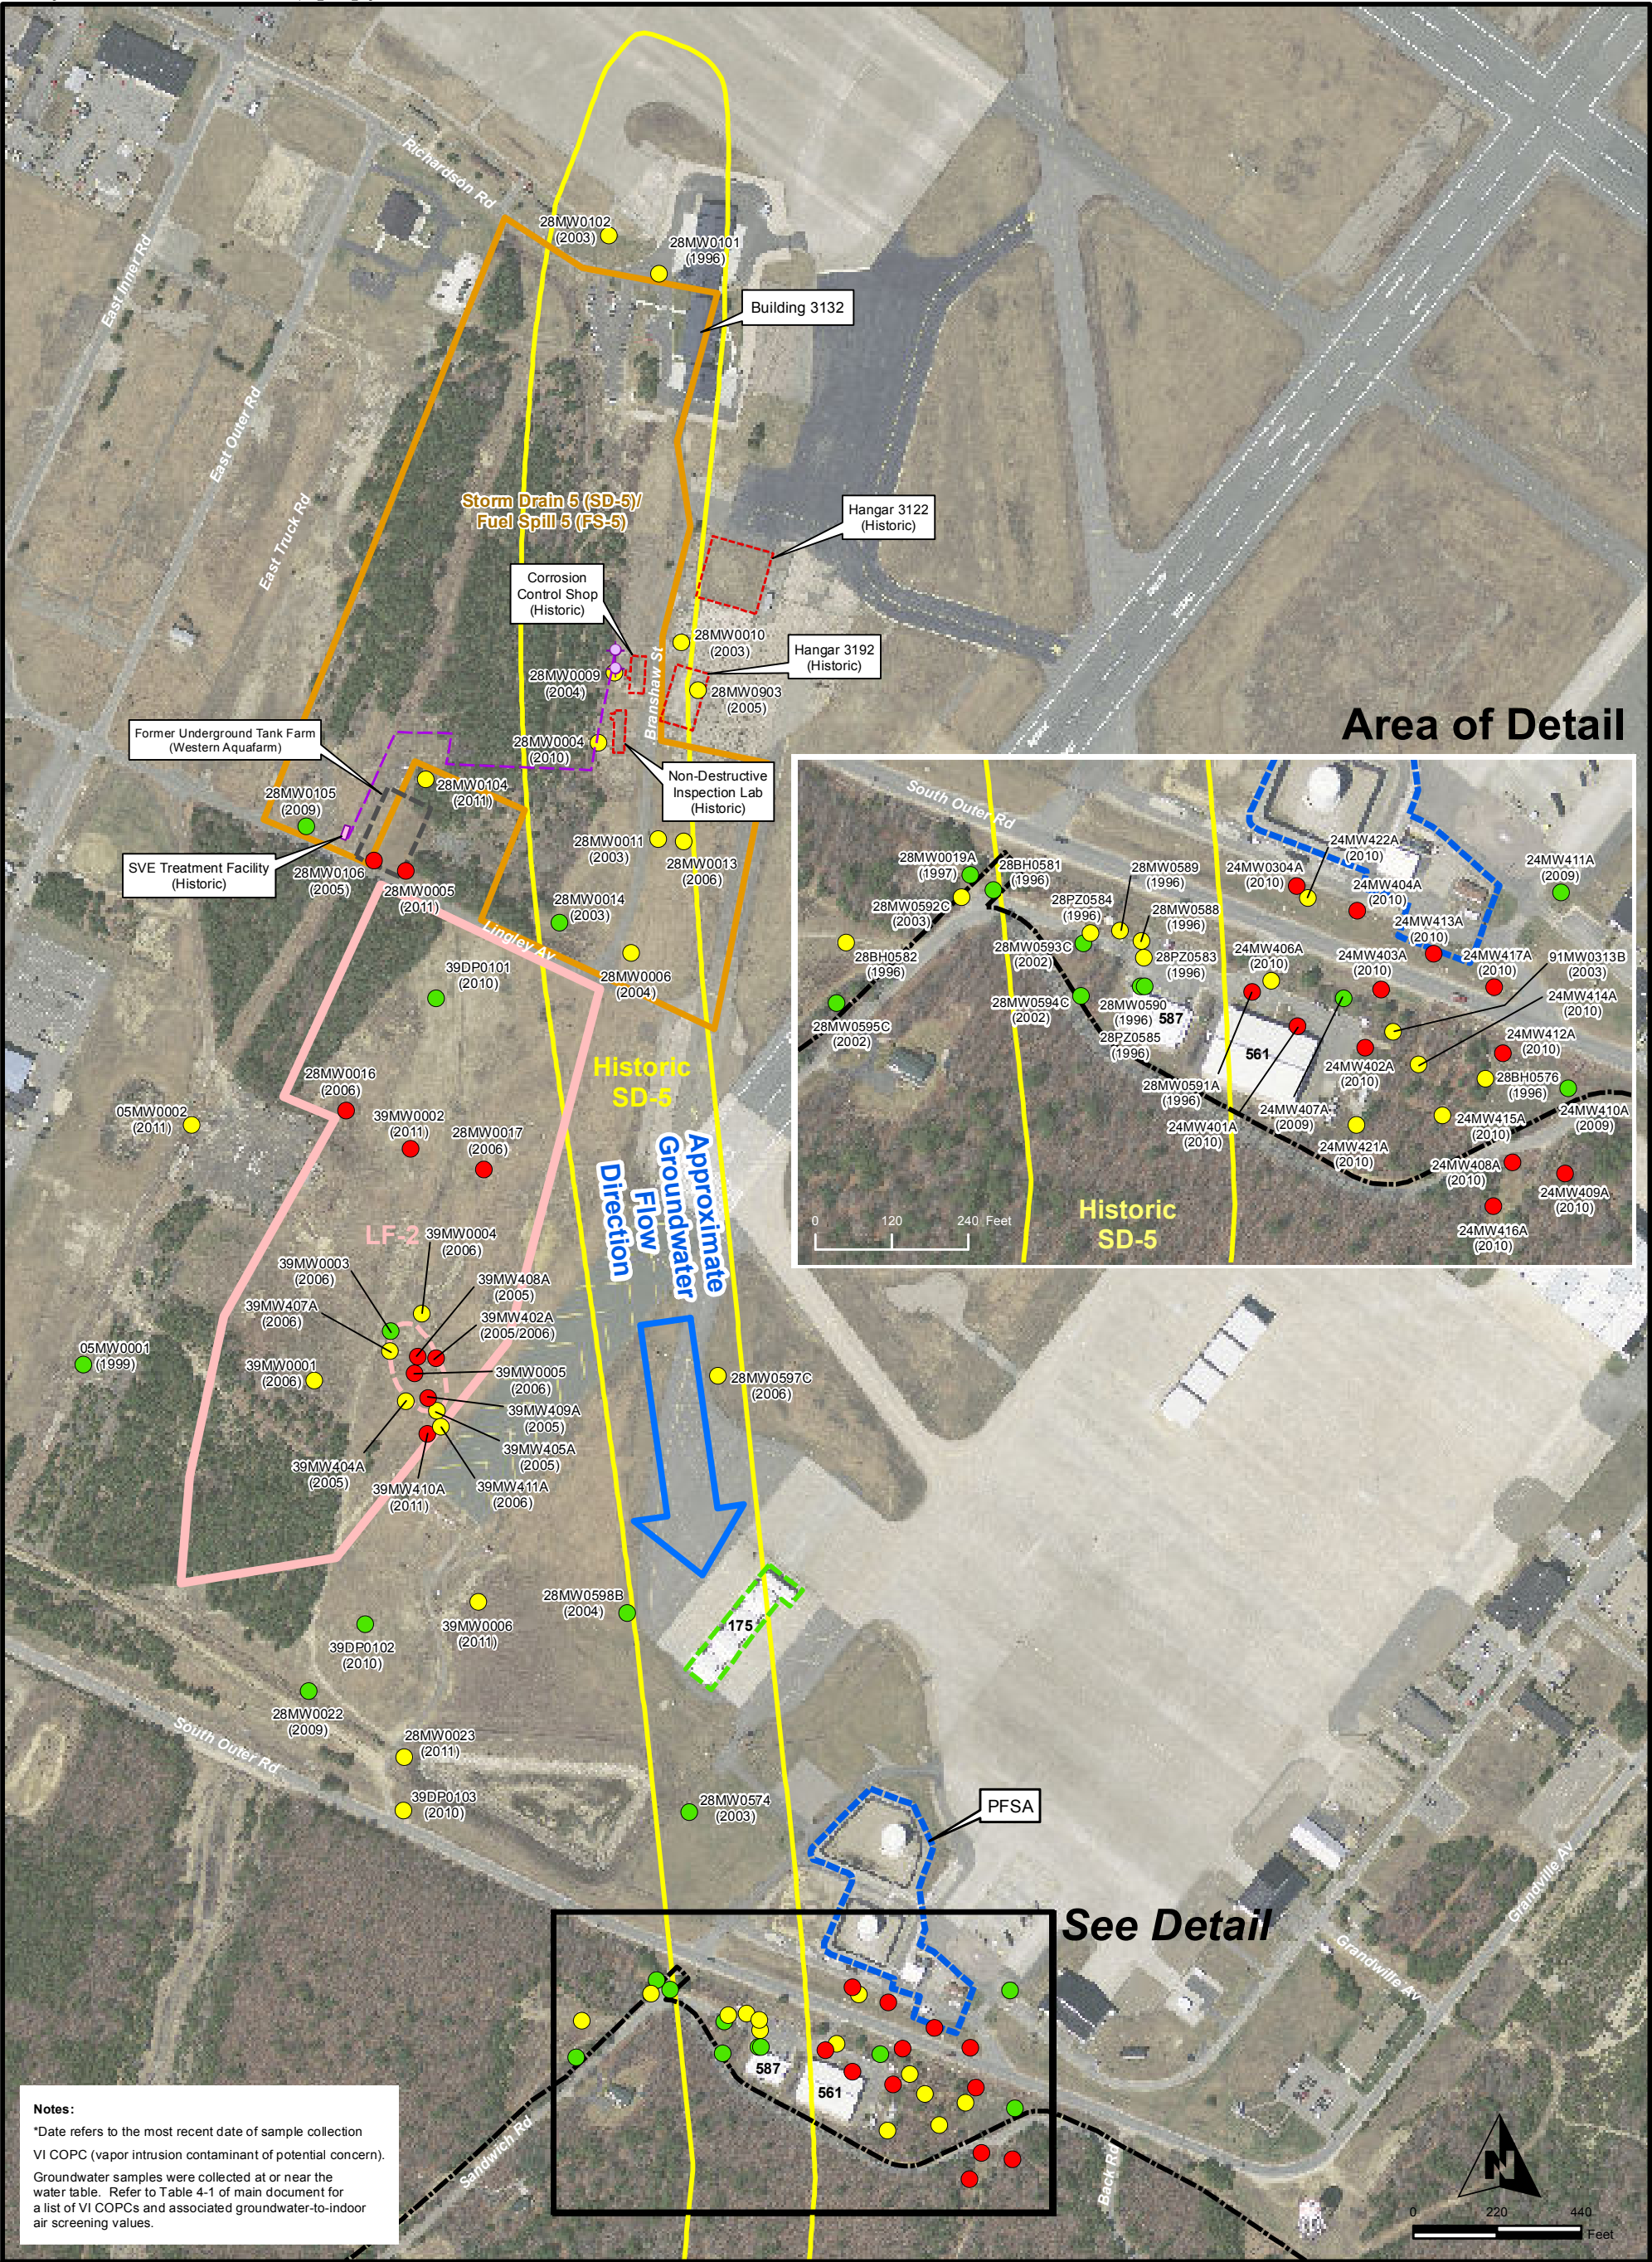 Richardson Rd
East Inner Rd
East Outer Rd
East Truck Rd
28MW0102
(2003)
28MW0101
(1996)
Building 3132
Storm Drain 5 (SD-5)/
Fuel Spill 5 (FS-5)
Hangar 3122
(Historic)
Corrosion
Control Shop
(Historic)
28MW0010
(2003)
Hangar 3192
(Historic)
Branshaw St
28MW0009
(2004)
28MW0903
(2005)
Former Underground Tank Farm
(Western Aquafarm)
28MW0004
(2010)
Non-Destructive
Inspection Lab
(Historic)
28MW0104
(2011)
28MW0105
(2009)
28MW0011
(2003)
28MW0013
(2006)
SVE Treatment Facility
(Historic)
28MW0106
(2005)
28MW0005
(2011)
28MW0014
(2003)
Lingley Av
28MW0006
(2004)
39DP0101
(2010)
Historic
SD-5
28MW0016
(2006)
05MW0002
(2011)
39MW0002
(2011)
28MW0017
(2006)
Approximate
Groundwater
Flow
Direction
LF-2
39MW0004
(2006)
39MW0003
(2006)
39MW408A
(2005)
39MW407A
(2006)
39MW402A
(2005/2006)
05MW0001
(1999)
39MW0001
(2006)
39MW0005
(2006)
28MW0597C
(2006)
39MW409A
(2005)
39MW405A
(2005)
39MW404A
(2005)
39MW410A
(2011)
39MW411A
(2006)
28MW0598B
(2004)
39MW0006
(2011)
175
39DP0102
(2010)
28MW0022
(2009)
South Outer Rd
28MW0023
(2011)
39DP0103
(2010)
28MW0574
(2003)
PFSA
Grandville Av
Grandwille Av
See Detail
587
561
Sandwich Rd
Back Rd
Area of Detail
South Outer Rd
28MW0019A
(1997)
28BH0581
(1996)
28MW0589
(1996)
24MW422A
(2010)
24MW0304A
(2010)
24MW411A
(2009)
28MW0592C
(2003)
28PZ0584
(1996)
28MW0588
(1996)
24MW404A
(2010)
24MW413A
(2010)
28BH0582
(1996)
28MW0593C
(2002)
28PZ0583
(1996)
24MW406A
(2010)
24MW403A
(2010)
24MW417A
(2010)
91MW0313B
(2003)
24MW414A
(2010)
28MW0595C
(2002)
28MW0594C
(2002)
28MW0590
(1996)
587
28PZ0585
(1996)
561
24MW402A
(2010)
24MW412A
(2010)
28BH0576
(1996)
28MW0591A
(1996)
24MW407A
(2009)
24MW401A
(2010)
24MW421A
(2010)
24MW415A
(2010)
24MW410A
(2009)
24MW408A
(2010)
24MW409A
(2010)
24MW416A
(2010)
Historic
SD-5
0 120 240 Feet
Notes:
*Date refers to the most recent date of sample collection
VI COPC (vapor intrusion contaminant of potential concern).
Groundwater samples were collected at or near the
water table. Refer to Table 4-1 of main document for
a list of VI COPCs and associated groundwater-to-indoor
air screening values.
N
0 220 440
Feet